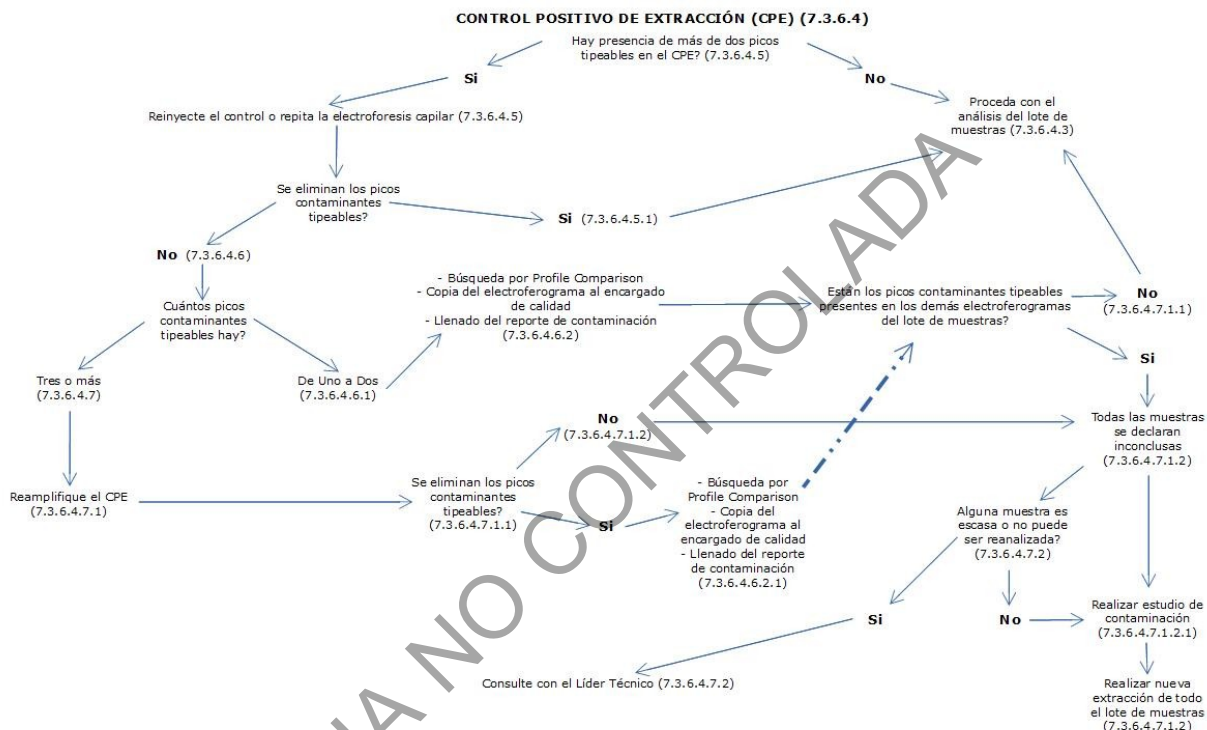 CONTROL POSITIVO DE EXTRACCIÓN (CPE) (7.3.6.4)
Hay presencia de más de dos picos
tipeables en el CPE? (7.3.6.4.5)
Si
No
Reinyecte el control o repita la electroforesis capilar (7.3.6.4.5)
Proceda con el
análisis del lote de
muestras (7.3.6.4.3)
Se eliminan los picos
contaminantes
tipeables?
Si (7.3.6.4.5.1)
No (7.3.6.4.6)
Cuántos picos
contaminantes
tipeables hay?
- Búsqueda por Profile Comparison
- Copia del electroferograma al encargado
de calidad
- Llenado del reporte de contaminación
(7.3.6.4.6.2)
Están los picos contaminantes tipeables
presentes en los demás electroferogramas
del lote de muestras?
No
(7.3.6.4.7.1.1)
Si
Tres o más
(7.3.6.4.7)
De Uno a Dos
(7.3.6.4.6.1)
No
(7.3.6.4.7.1.2)
Todas las muestras
se declaran
inconclusas
(7.3.6.4.7.1.2)
Reamplifique el CPE
(7.3.6.4.7.1)
Se eliminan los picos
contaminantes
tipeables?
(7.3.6.4.7.1.1)
Si
- Búsqueda por
Profile Comparison
- Copia del
electroferograma al
encargado de calidad
- Llenado del reporte
de contaminación
(7.3.6.4.6.2.1)
Alguna muestra es
escasa o no puede
ser reanalizada?
(7.3.6.4.7.2)
Si
No
Realizar estudio de
contaminación
(7.3.6.4.7.1.2.1)
Consulte con el Líder Técnico (7.3.6.4.7.2)
Realizar nueva
extracción de todo
el lote de muestras
(7.3.6.4.7.1.2)
NO CONTROLADA